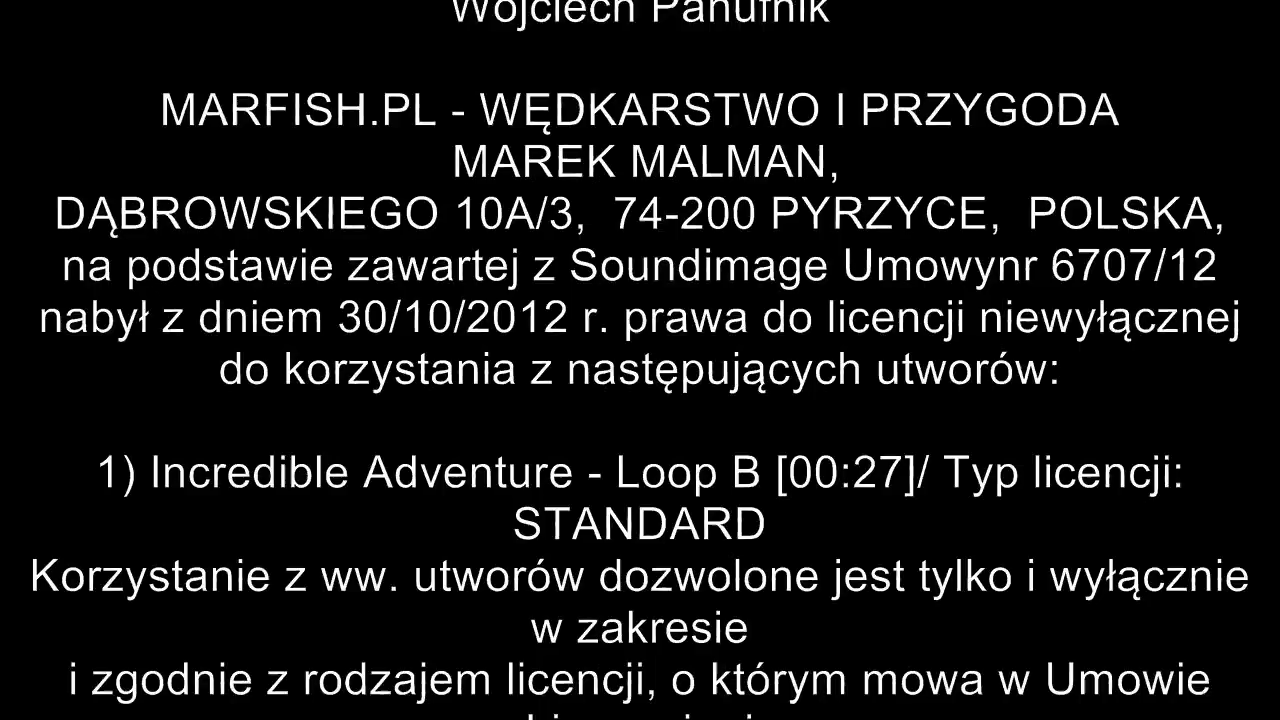 Wojciech Panufnik
MARFISH.PL - WĘDKARSTWO I PRZYGODA
MAREK MALMAN,
DĄBROWSKIEGO 10A/3, 74-200 PYRZYCE, POLSKA,
na podstawie zawartej z Soundimage Umowynr 6707/12
nabył z dniem 30/10/2012 r. prawa do licencji niewyłącznej
do korzystania z następujących utworów:
1) Incredible Adventure - Loop B [00:27]/ Typ licencji:
STANDARD
Korzystanie z ww. utworów dozwolone jest tylko i wyłącznie
w zakresie
i zgodnie z rodzajem licencji, o którym mowa w Umowie